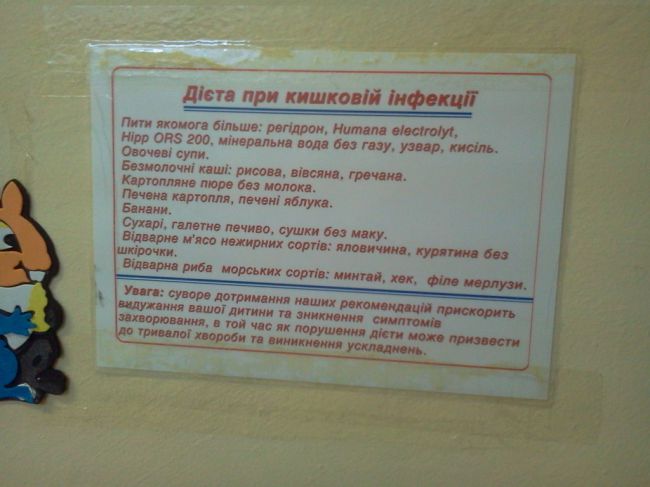 Дієта при кишковій інфекції
Пити якомога більше: регідрон, Humana electrolyt,
Hipp ORS 200, мінеральна вода без газу, узвар, кисіль.
Овочеві супи.
Безмолочні каші: рисова, вівсяна, гречана.
Картопляне пюре без молока.
Печена картопля, печені яблука.
Банани.
Сухарі, галетне печиво, сушки без маку.
Відварне м'ясо нежирних сортів: яловичина, курятина без
шкірочки.
Відварна риба морських сортів: минтай, хек, філе мерлузи.
Увага: суворе дотримання наших рекомендацій прискорить
видужання вашої дитини та зникнення симптомів
захворювання, в той час як порушення дієти може призвести
до тривалої хвороби та виникнення ускладнень.